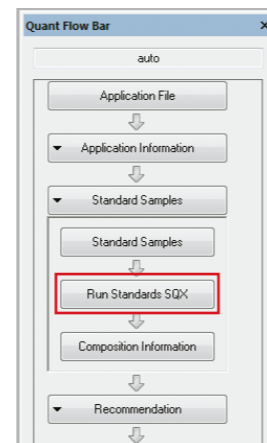 Quant Flow Bar
auto
Application File
Application Information
Standard Samples
Standard Samples
Run Standards SQX
Composition Information
Recommendation